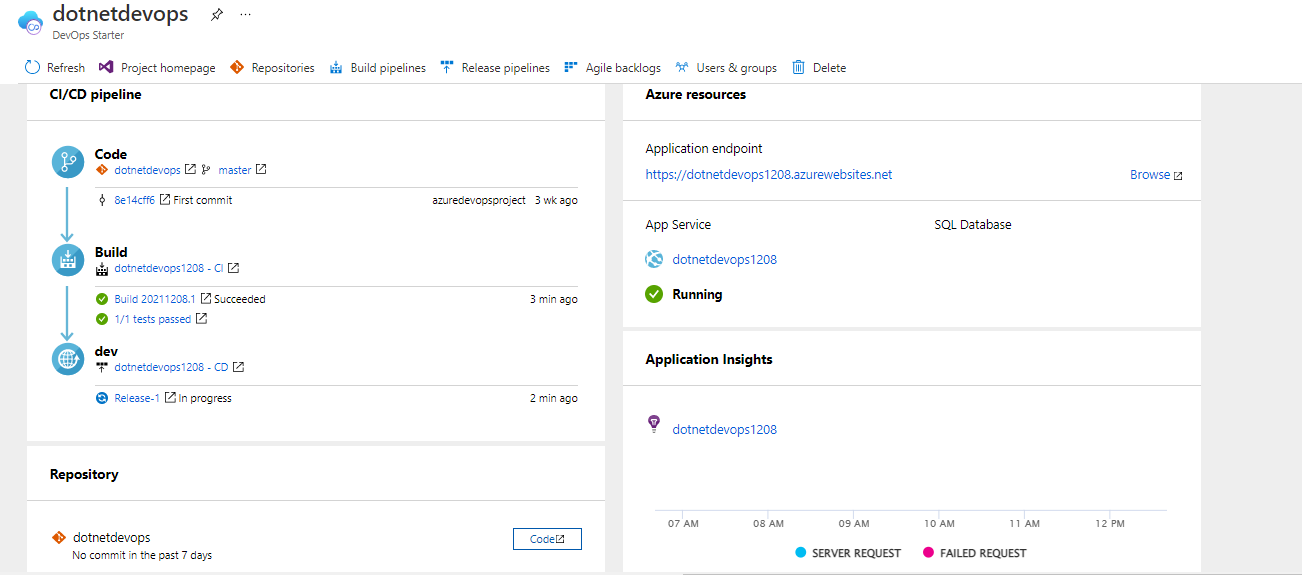 dotnetdevops
DevOps Starter
Refresh Project homepage Repositories Build pipelines Release pipelines Agile backlogs Users & groups Delete
CI/CD pipeline
Code
dotnetdevops master
8e14cff6 First commit azuredevopsproject 3 wk ago
Build
dotnetdevops1208 - CI
Build 20211208.1 Succeeded 3 min ago
1/1 tests passed
dev
dotnetdevops1208 - CD
Release-1 In progress 2 min ago
Repository
dotnetdevops
No commit in the past 7 days
Code
Azure resources
Application endpoint
https://dotnetdevops1208.azurewebsites.net Browse
App Service SQL Database
dotnetdevops1208
Running
Application Insights
dotnetdevops1208
07 AM 08 AM 09 AM 10 AM 11 AM 12 PM
SERVER REQUEST FAILED REQUEST